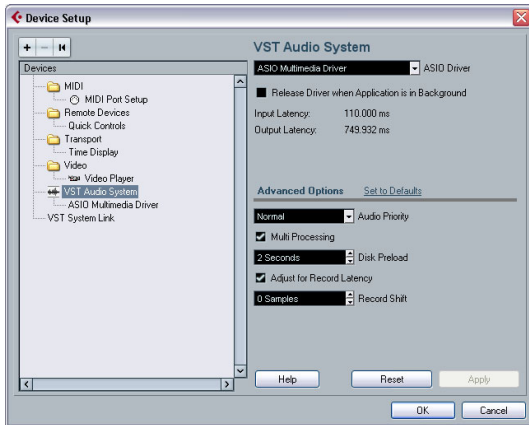 Device Setup
Devices
MIDI
MIDI Port Setup
Remote Devices
Quick Controls
Transport
Time Display
Video
Video Player
VST Audio System
ASIO Multimedia Driver
VST System Link
VST Audio System
ASIO Multimedia Driver ASIO Driver
Release Driver when Application is in Background
Input Latency: 110.000 ms
Output Latency: 749.932 ms
Advanced Options Set to Defaults
Normal Audio Priority
Multi Processing
2 Seconds Disk Preload
Adjust for Record Latency
0 Samples Record Shift
Help Reset Apply
OK Cancel